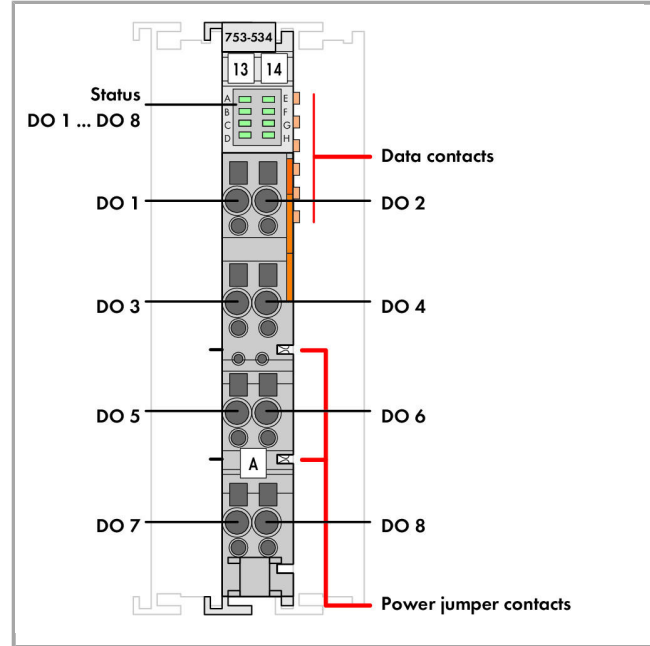 753-534
13 14
Status
DO 1 ... DO 8
A E
B F
C G
D H
Data contacts
DO 1 DO 2
DO 3 DO 4
DO 5 DO 6
A
DO 7 DO 8
Power jumper contacts